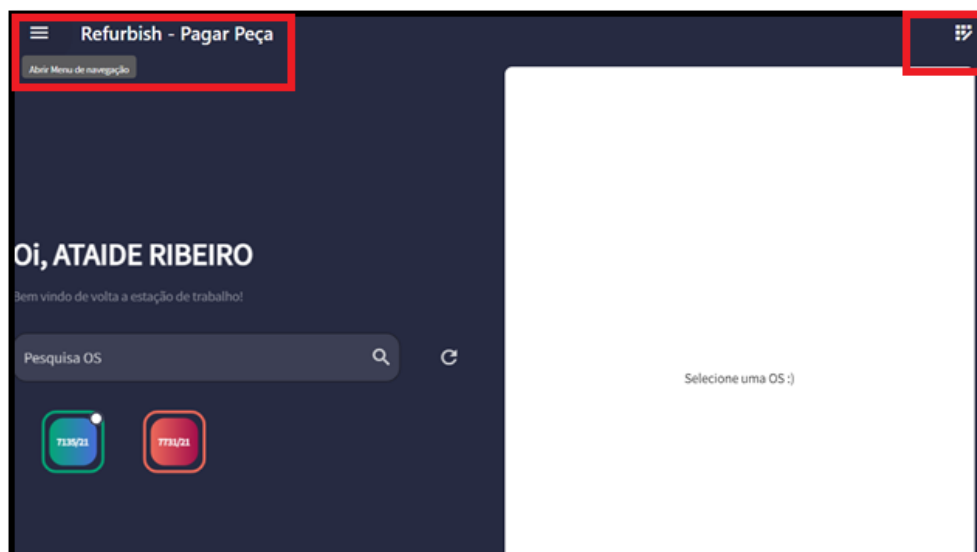 Refurbish - Pagar Peça
Abrir Menu de navegação
Oi, ATAIDE RIBEIRO
Bem vindo de volta a estação de trabalho!
Pesquisa OS
Selecione uma OS :)
7135/21
7731/21